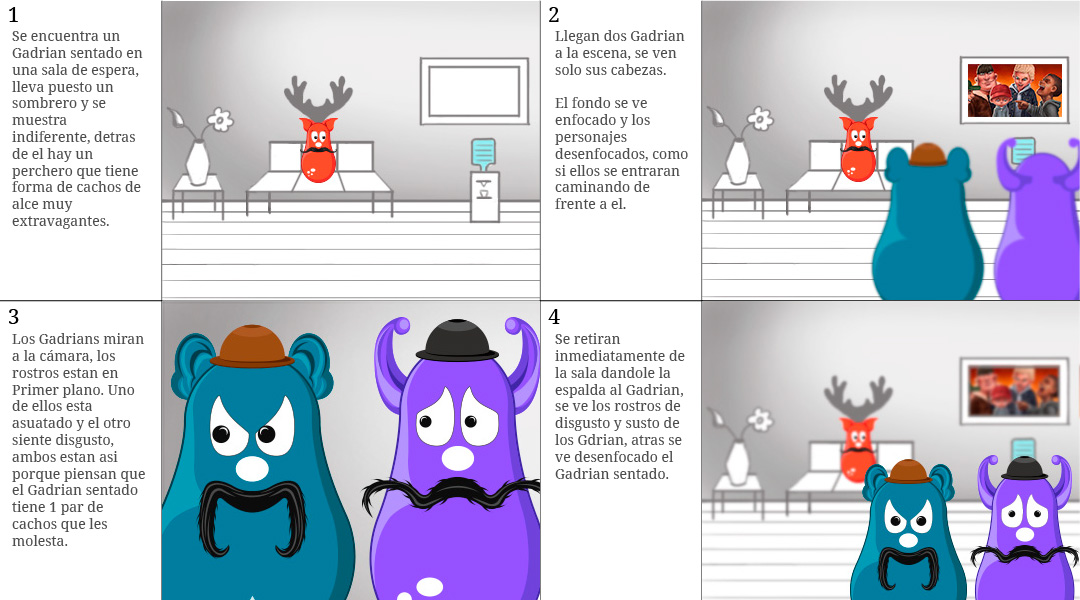 1
Se encuentra un
Gadrian sentado en
una sala de espera,
lleva puesto un
sombrero y se
muestra
indiferente, detras
de el hay un
perchero que tiene
forma de cachos de
alce muy
extravagantes.
2
Llegan dos Gadrian
a la escena, se ven
solo sus cabezas.
El fondo se ve
enfocado y los
personajes
desenfocados, como
si ellos se entraran
caminando de
frente a el.
3
Los Gadrians miran
a la cámara, los
rostros estan en
Primer plano. Uno
de ellos esta
asuatado y el otro
siente disgusto,
ambos estan asi
porque piensan que
el Gadrian sentado
tiene 1 par de
cachos que les
molesta.
4
Se retiran
inmediatamente de
la sala dandole la
espalda al Gadrian,
se ve los rostros de
disgusto y susto de
los Gdrian, atras se
ve desenfocado el
Gadrian sentado.